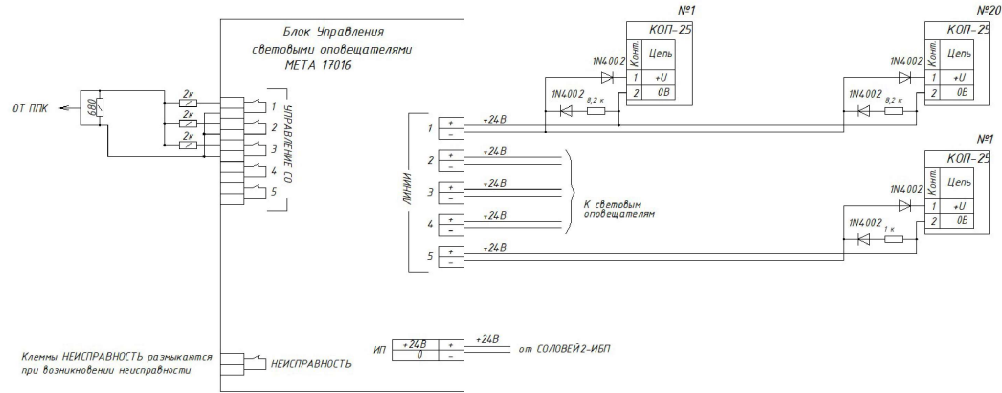 №1
№20
Блок Управления
световыми оповещателями
МЕТА 17016
КОП-25
Конт. Цепь
1 +U
2 0В
1N4002
1N4002
8,2 к
КОП-25
Конт. Цепь
1 +U
2 0В
1N4002
1N4002
8,2 к
ОТ ППК
680
2к
2к
2к
1
2
3
4
5
УПРАВЛЕНИЕ СО
ЛИНИИ
1 + +24В
–
2 + +24В
–
3 + +24В
–
4 + +24В
–
5 + +24В
–
К световым
оповещателям
№1
КОП-25
Конт. Цепь
1 +U
2 0В
1N4002
1N4002
1 к
ИП +24В + +24В
0 –
от СОЛОВЕЙ2-ИБП
Клеммы НЕИСПРАВНОСТЬ размыкаются
при возникновении неисправности
НЕИСПРАВНОСТЬ